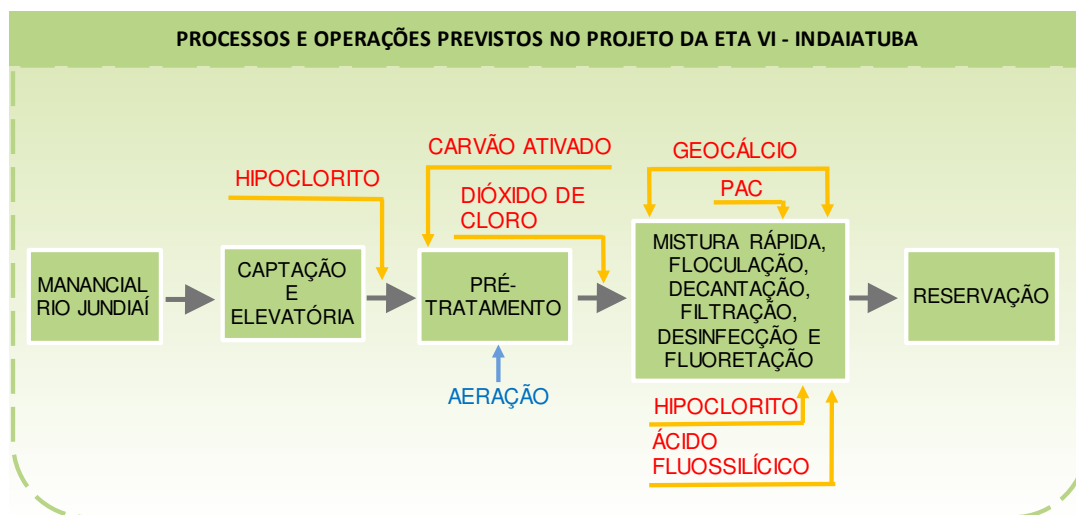 PROCESSOS E OPERAÇÕES PREVISTOS NO PROJETO DA ETA VI - INDAIATUBA
CARVÃO ATIVADO
GEOCÁLCIO
HIPOCLORITO
DIÓXIDO DE
CLORO
PAC
MANANCIAL
RIO JUNDIAÍ
CAPTAÇÃO
E
ELEVATÓRIA
PRÉ-
TRATAMENTO
MISTURA RÁPIDA,
FLOCULAÇÃO,
DECANTAÇÃO,
FILTRAÇÃO,
DESINFECÇÃO E
FLUORETAÇÃO
RESERVAÇÃO
AERAÇÃO
HIPOCLORITO
ÁCIDO
FLUOSSILÍCICO